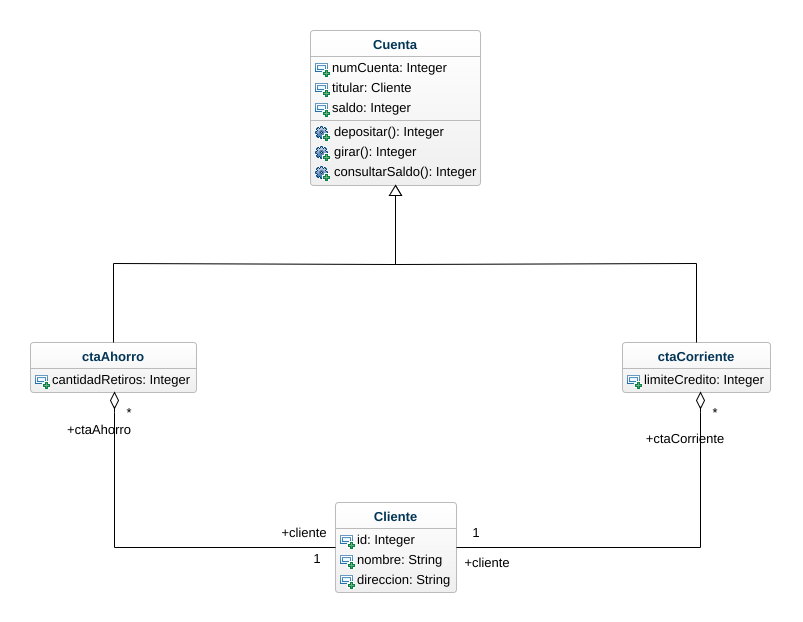 Cuenta
numCuenta: Integer
titular: Cliente
saldo: Integer
depositar(): Integer
girar(): Integer
consultarSaldo(): Integer
ctaAhorro
cantidadRetiros: Integer
ctaCorriente
limiteCredito: Integer
*
+ctaAhorro
*
+ctaCorriente
Cliente
id: Integer
nombre: String
direccion: String
+cliente
1
1
+cliente